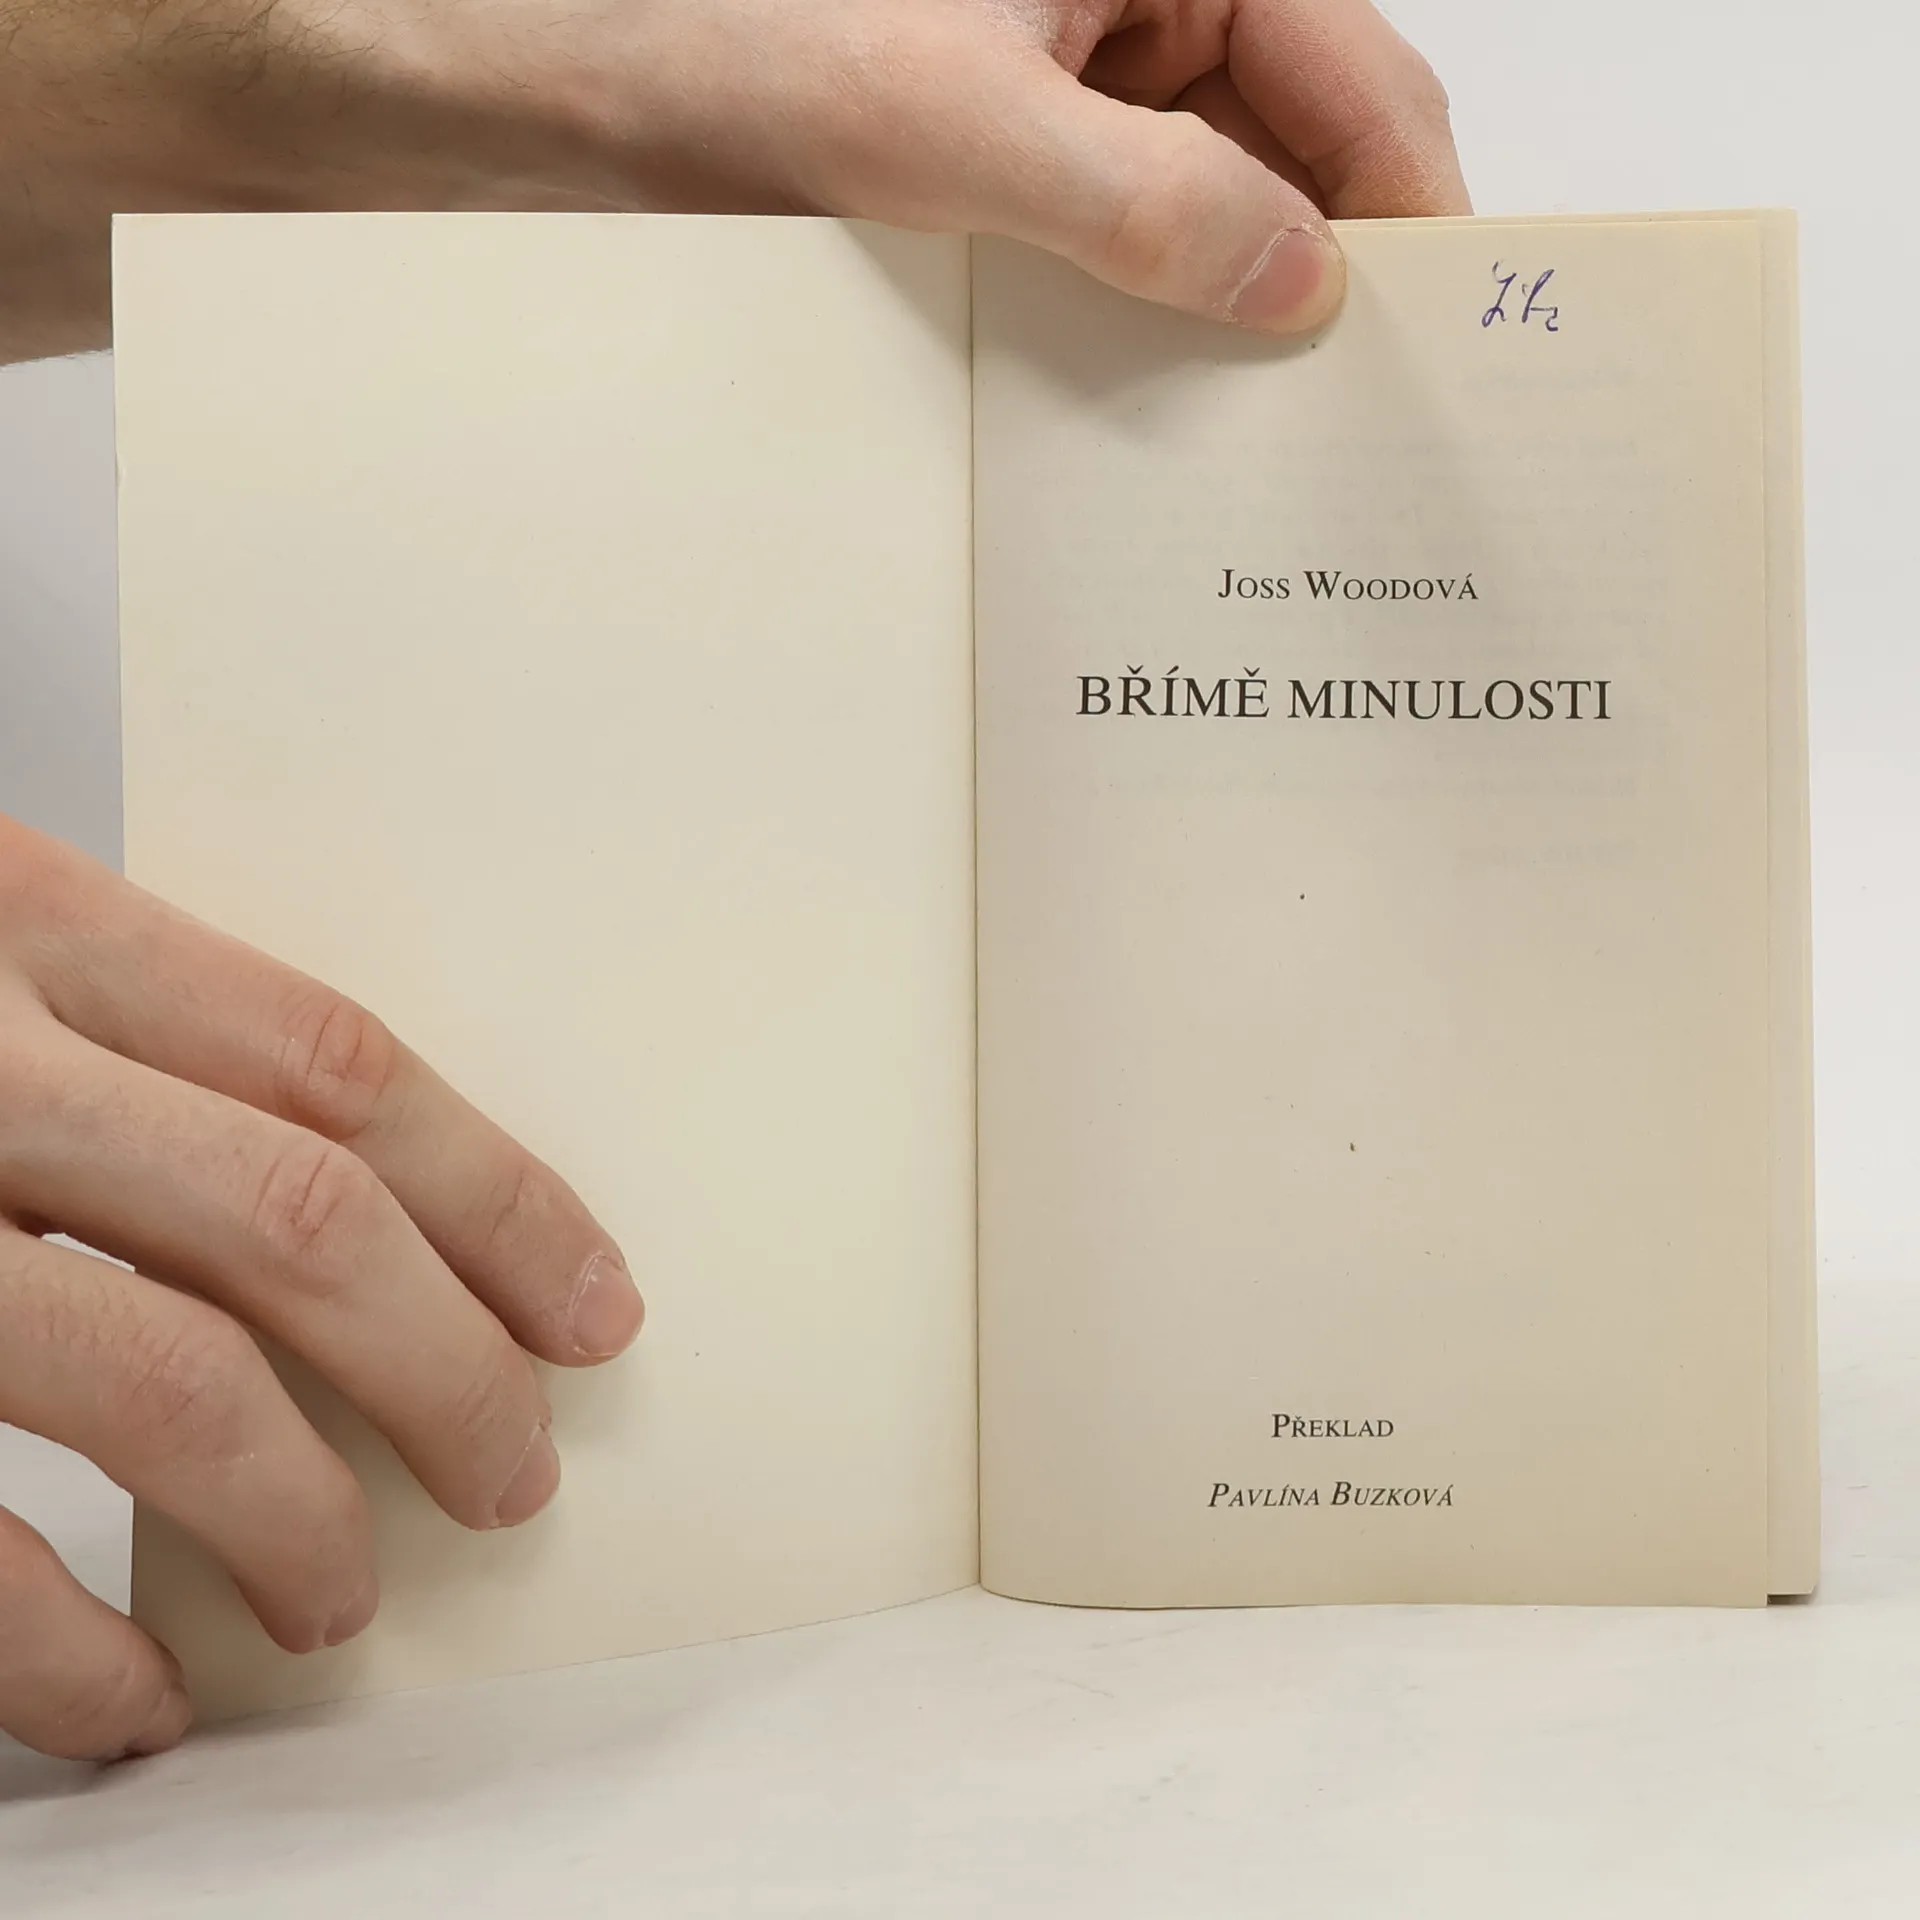 Joss Woodová
BŘÍMĚ MINULOSTI
Překlad
Pavlína Buzková